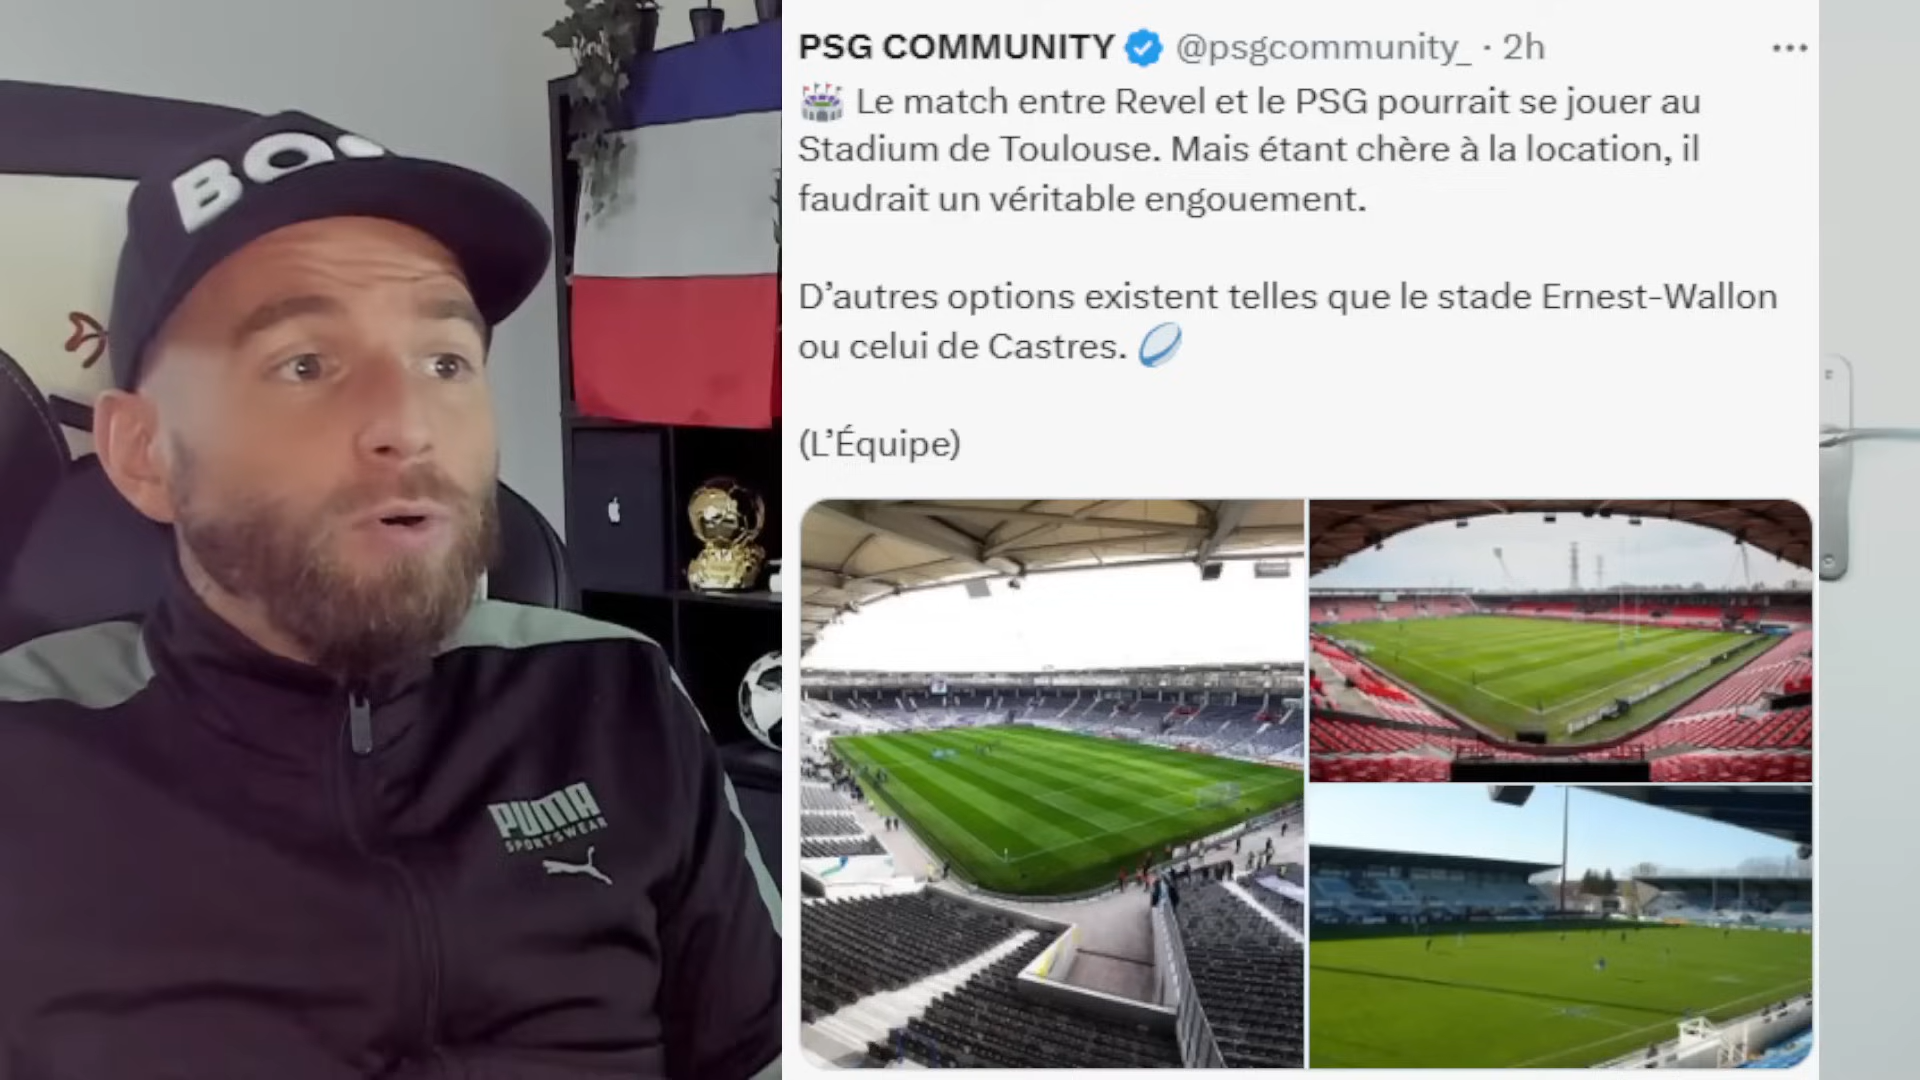 PSG COMMUNITY @psgcommunity_ · 2h
Le match entre Revel et le PSG pourrait se jouer au
Stadium de Toulouse. Mais étant chère à la location, il
faudrait un véritable engouement.
D’autres options existent telles que le stade Ernest-Wallon
ou celui de Castres.
(L’Équipe)
PUMA
SPORTSWEAR